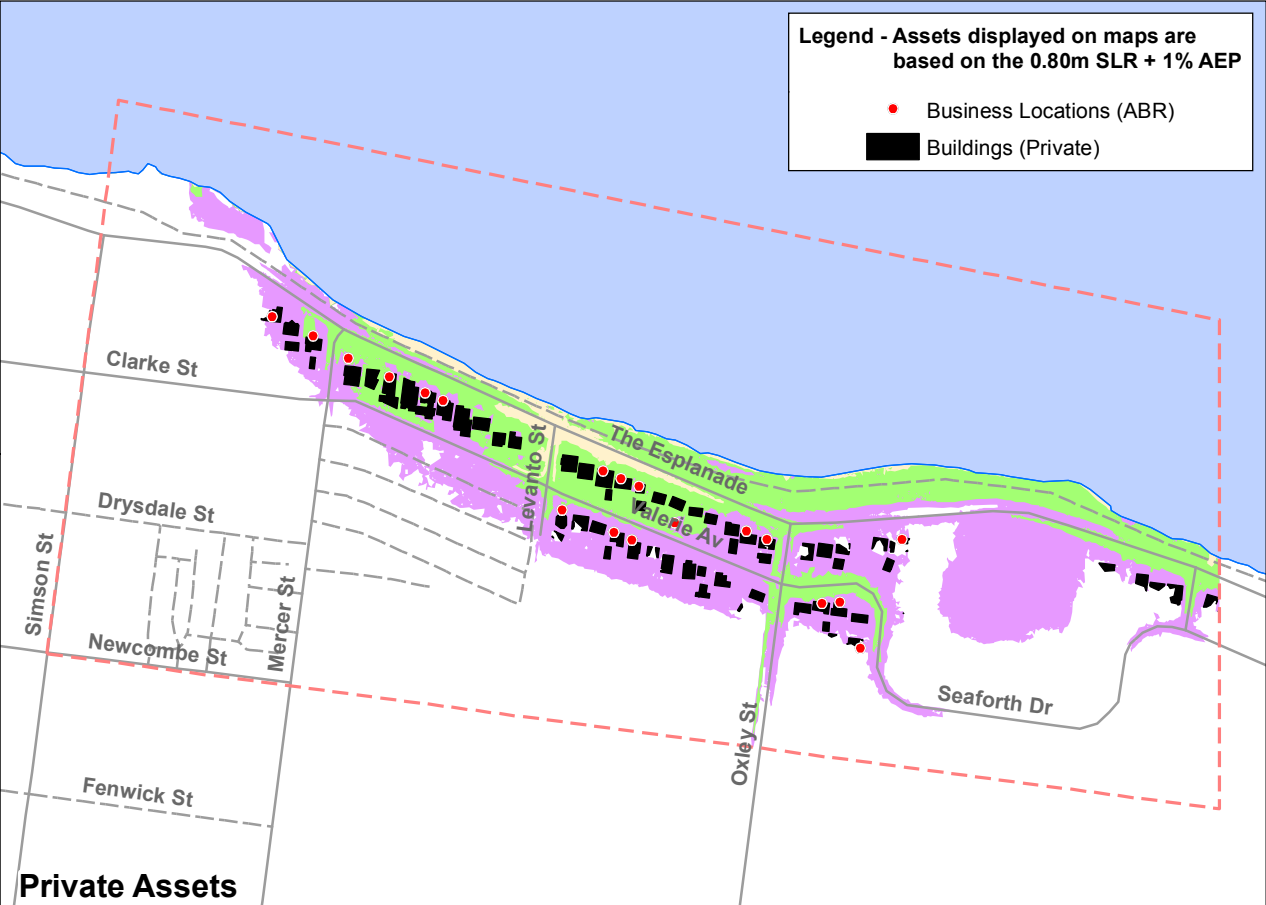 Legend - Assets displayed on maps are
based on the 0.80m SLR + 1% AEP
Business Locations (ABR)
Buildings (Private)
Clarke St
The Esplanade
Levanto St
Valerie Av
Drysdale St
Simson St
Mercer St
Newcombe St
Seaforth Dr
Oxley St
Fenwick St
Private Assets